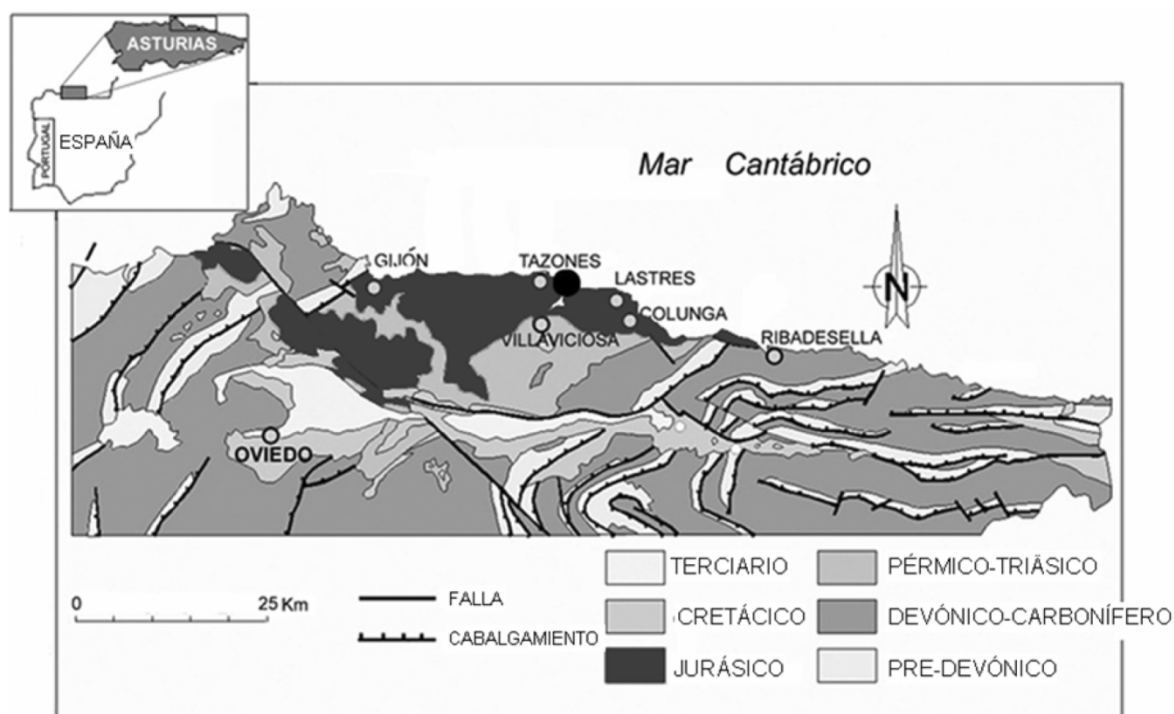 ASTURIAS
ESPAÑA
PORTUGAL
Mar Cantábrico
GIJÓN
TAZONES
LASTRES
COLUNGA
VILLAVICIOSA
RIBADESELLA
N
OVIEDO
0 25 Km
FALLA
CABALGAMIENTO
TERCIARIO
CRETÁCICO
JURÁSICO
PÉRMICO-TRIÄSICO
DEVÓNICO-CARBONÍFERO
PRE-DEVÓNICO